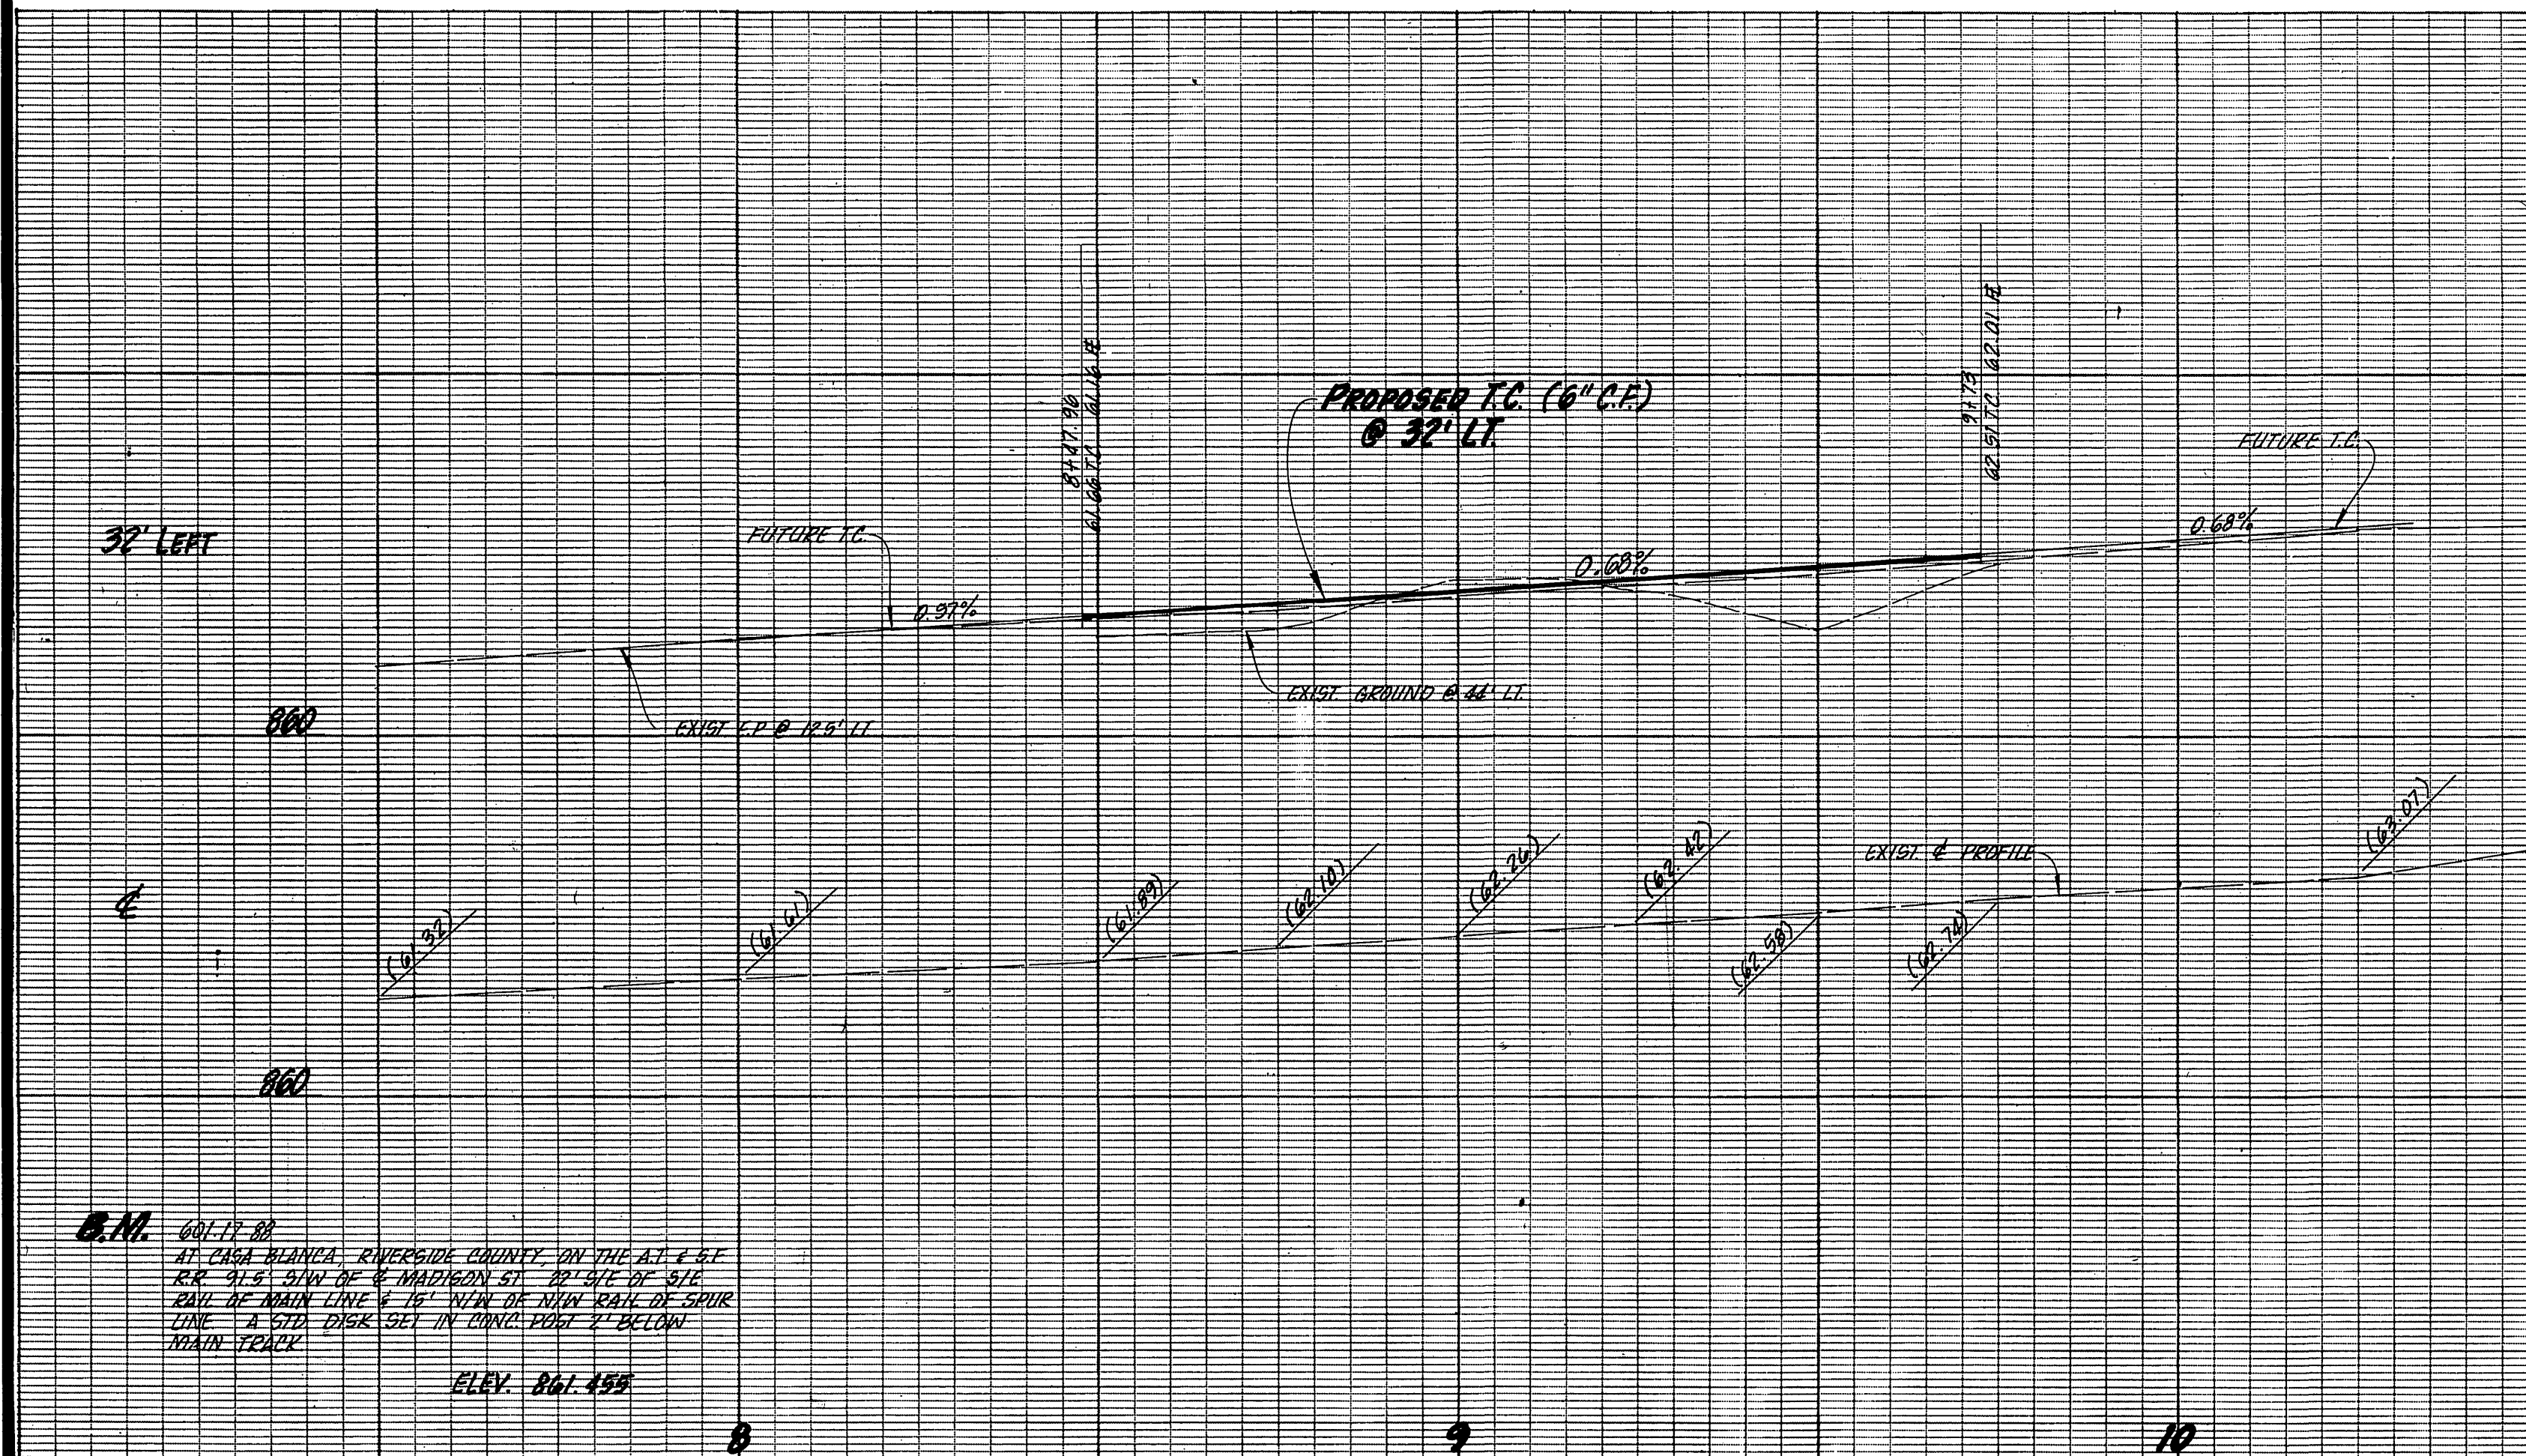 8+47.96
61.66 T.C. 61.16 FL
PROPOSED T.C. (6" C.F.)
@ 32' LT.
9+73
62.51 T.C. 62.01 FL
FUTURE T.C.
0.68%
32' LEFT
FUTURE T.C.
0.68%
EXIST. GROUND @ 44' LT.
860
EXIST E.P @ 12.5' LT.
(61.32)
(61.61)
(61.89)
(62.10)
(62.26)
(62.42)
(62.58)
(62.74)
EXIST. ℄ PROFILE
(63.07)
℄
860
B.M. 601-17-88
AT CASA BLANCA, RIVERSIDE COUNTY, ON THE A.T. & S.F.
R.R. 91.5' S/W OF ℄ MADISON ST. 22' S/E OF S/E
RAIL OF MAIN LINE & 15' N/W OF N/W RAIL OF SPUR
LINE. A STD DISK SET IN CONC. POST 2' BELOW
MAIN TRACK
ELEV. 861.455
8
9
10